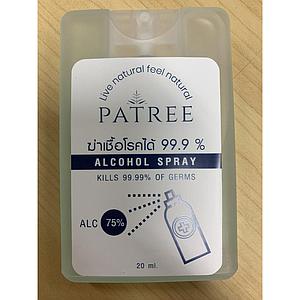 Live natural feel natural
PATREE
ฆ่าเชื้อโรคได้ 99.9 %
ALCOHOL SPRAY
KILLS 99.99% OF GERMS
ALC 75%
20 ml.